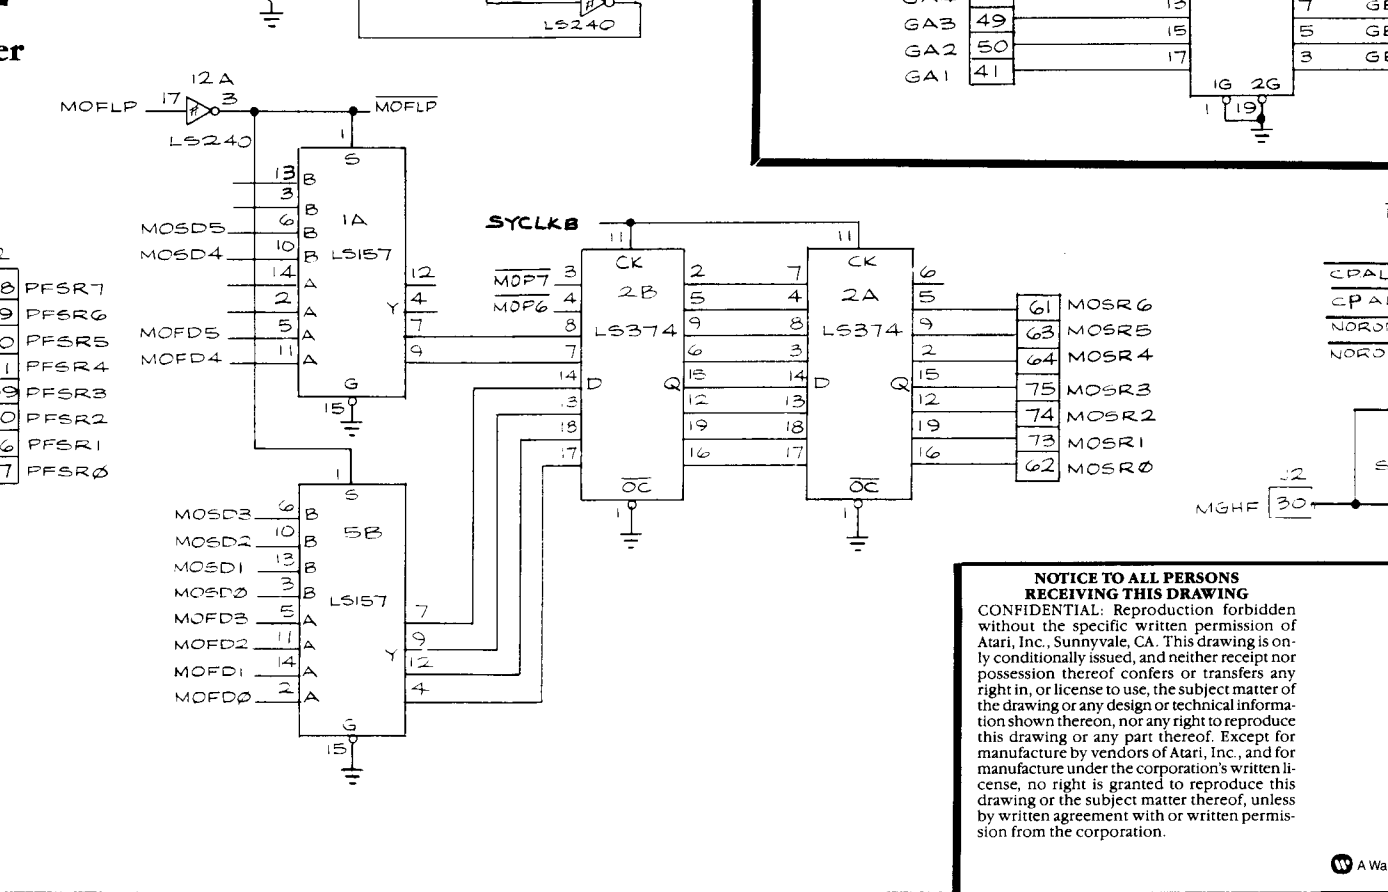 er
LS240
GA3 49
GA2 50
GA1 41
13
15
17
7
5
3
1G 2G
1 19
12A
MOFLP 17 3 MOFLP
LS240
1
S
13 B
3 B
MOSD5 6 B
MOSD4 10 B
14 A
2 A
MOFD5 5 A
MOFD4 11 A
1A
LS157
Y
12
4
7
9
G
15
PFSR7
PFSR6
PFSR5
PFSR4
PFSR3
PFSR2
PFSR1
PFSRØ
SYCLKB
11
CK
2B
LS374
MOP7 3
MOP6 4
8
7
14 D
13
18
17
Q
2
5
9
6
15
12
19
16
OC
1
11
CK
2A
LS374
7
4
8
3
14 D
13
18
17
Q
6
5
9
2
15
12
19
16
OC
1
61 MOSR6
63 MOSR5
64 MOSR4
75 MOSR3
74 MOSR2
73 MOSR1
62 MOSRØ
1
S
5B
LS157
MOSD3 6 B
MOSD2 10 B
MOSD1 13 B
MOSDØ 3 B
MOFD3 5 A
MOFD2 11 A
MOFD1 14 A
MOFDØ 2 A
Y
7
9
12
4
G
15
CPAL
CPA
NORO
J2
MGHF 30
NOTICE TO ALL PERSONS
RECEIVING THIS DRAWING
CONFIDENTIAL: Reproduction forbidden
without the specific written permission of
Atari, Inc., Sunnyvale, CA. This drawing is on-
ly conditionally issued, and neither receipt nor
possession thereof confers or transfers any
right in, or license to use, the subject matter of
the drawing or any design or technical informa-
tion shown thereon, nor any right to reproduce
this drawing or any part thereof. Except for
manufacture by vendors of Atari, Inc., and for
manufacture under the corporation's written li-
cense, no right is granted to reproduce this
drawing or the subject matter thereof, unless
by written agreement with or written permis-
sion from the corporation.
A Wa